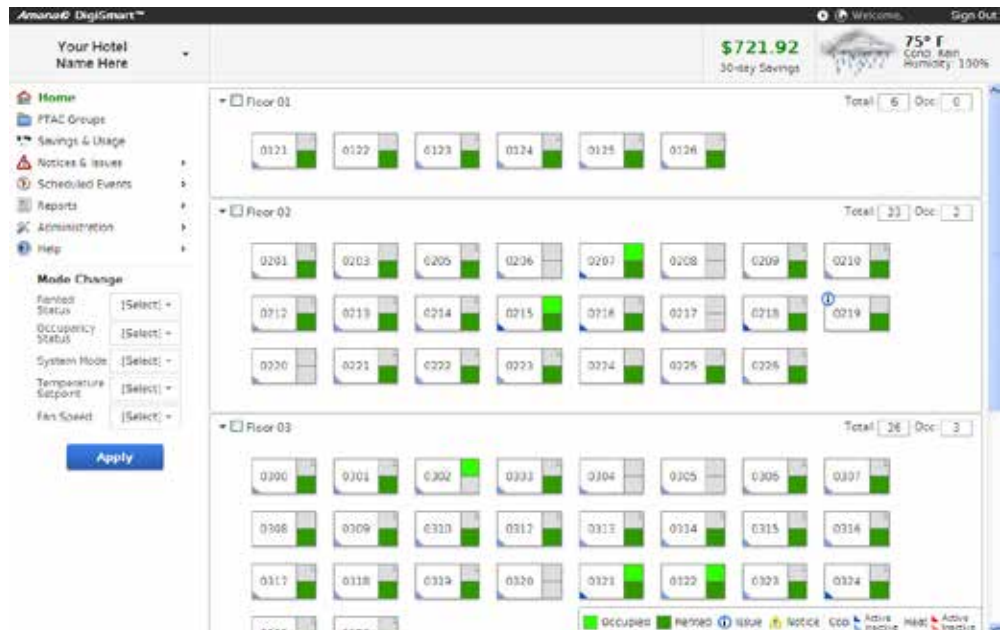 Amana® DigiSmart™
Welcome,
Sign Out
Your Hotel
Name Here
$721.92
30-day Savings
75° F
Cond: Rain
Humidity: 100%
Home
PTAC Groups
Savings & Usage
Notices & Issues
Scheduled Events
Reports
Administration
Help
Mode Change
Rented
Status
[Select]
Occupancy
Status
[Select]
System Mode
[Select]
Temperature
Setpoint
[Select]
Fan Speed
[Select]
Apply
Floor 01
Total 6 Occ 0
0121 0122 0123 0124 0125 0126
Floor 02
Total 23 Occ 2
0201 0203 0205 0206 0207 0208 0209 0210
0212 0213 0214 0215 0216 0217 0218 0219
0220 0221 0222 0223 0224 0225 0226
Floor 03
Total 26 Occ 3
0300 0301 0302 0303 0304 0305 0306 0307
0308 0309 0310 0312 0313 0314 0315 0316
0317 0318 0319 0320 0321 0322 0323 0324
Occupied Rented Issue Notice Cool Active Inactive Heat Active Inactive